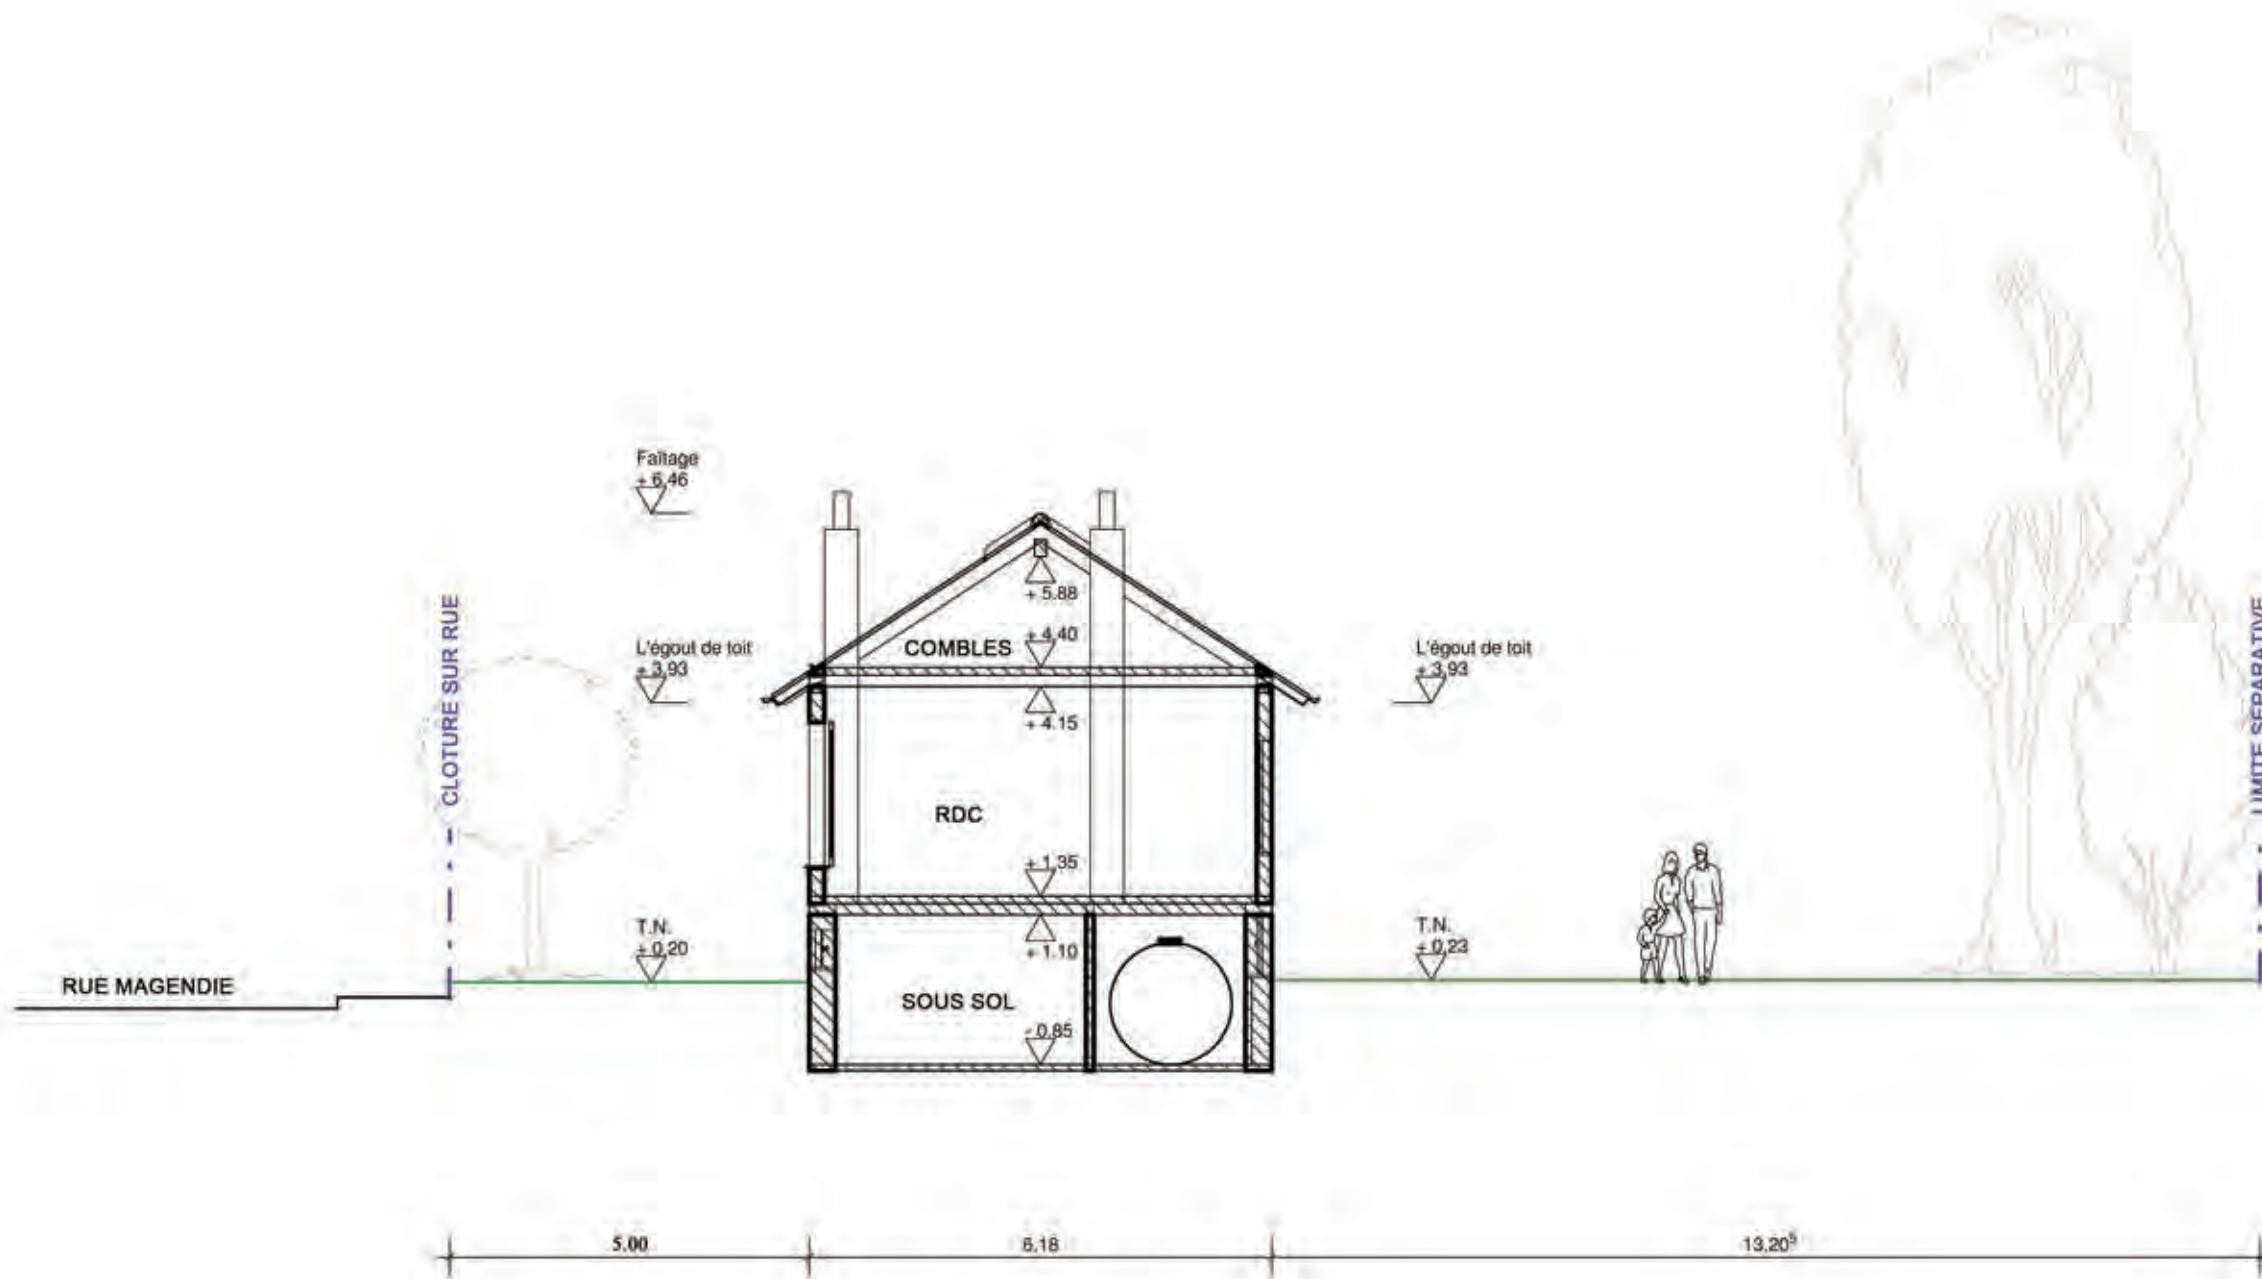 Faîtage
+ 6,46
+ 5.88
CLOTURE SUR RUE
L'égout de toit
+ 3,93
COMBLES
+ 4,40
L'égout de toit
+ 3,93
LIMITE SEPARATIVE
+ 4.15
RDC
+ 1,35
T.N.
+ 0,20
+ 1.10
T.N.
+ 0,23
RUE MAGENDIE
SOUS SOL
- 0,85
5.00
6,18
13,20⁵